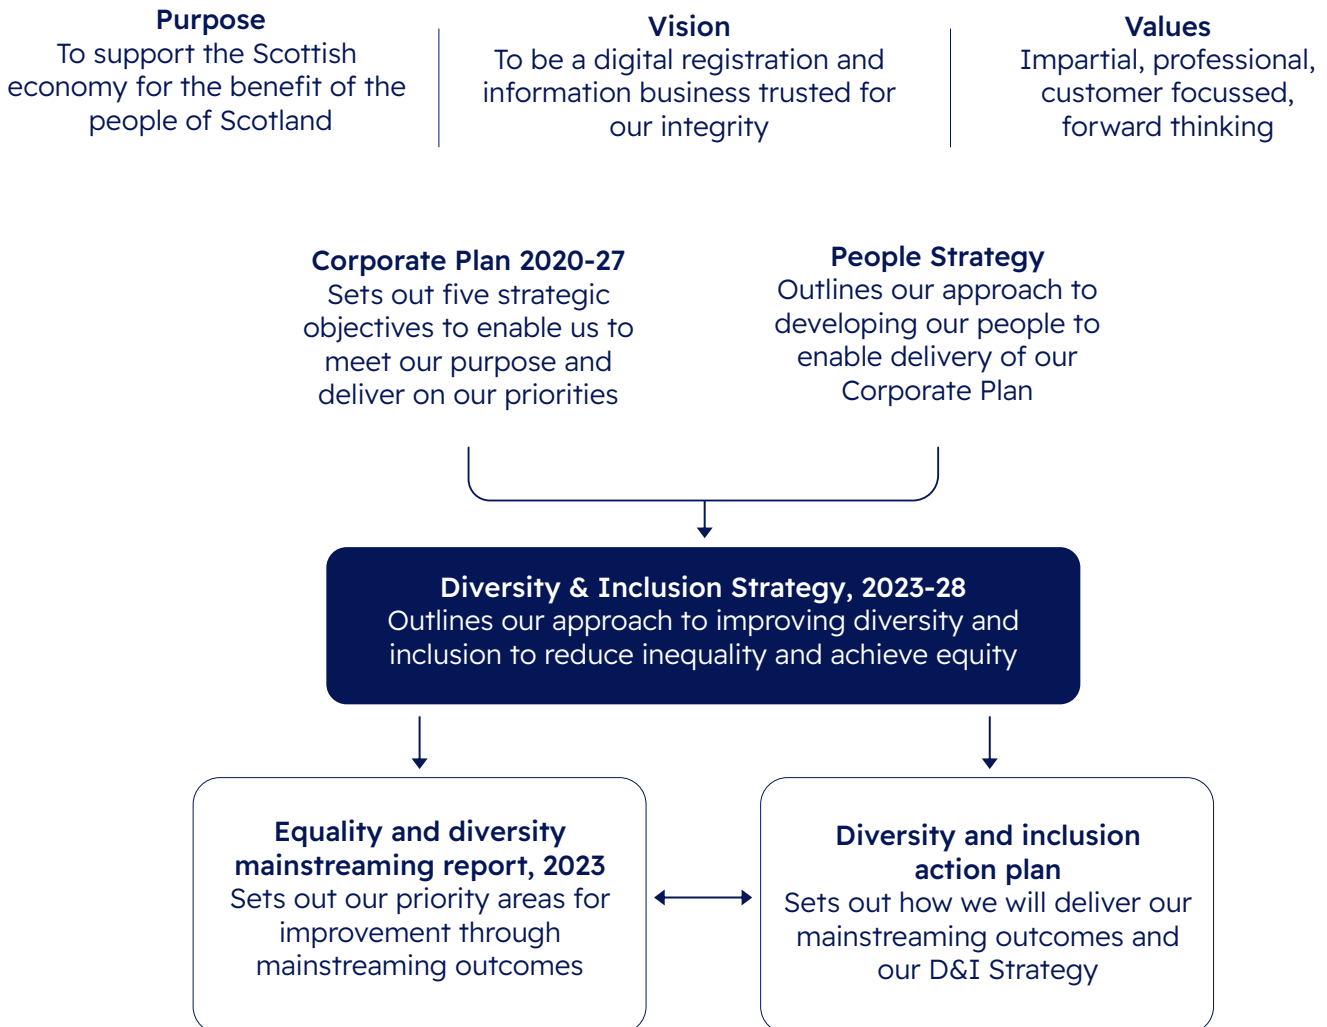 Purpose
To support the Scottish
economy for the benefit of the
people of Scotland
Vision
To be a digital registration and
information business trusted for
our integrity
Values
Impartial, professional,
customer focussed,
forward thinking
Corporate Plan 2020-27
Sets out five strategic
objectives to enable us to
meet our purpose and
deliver on our priorities
People Strategy
Outlines our approach to
developing our people to
enable delivery of our
Corporate Plan
Diversity & Inclusion Strategy, 2023-28
Outlines our approach to improving diversity and
inclusion to reduce inequality and achieve equity
Equality and diversity
mainstreaming report, 2023
Sets out our priority areas for
improvement through
mainstreaming outcomes
Diversity and inclusion
action plan
Sets out how we will deliver our
mainstreaming outcomes and
our D&I Strategy